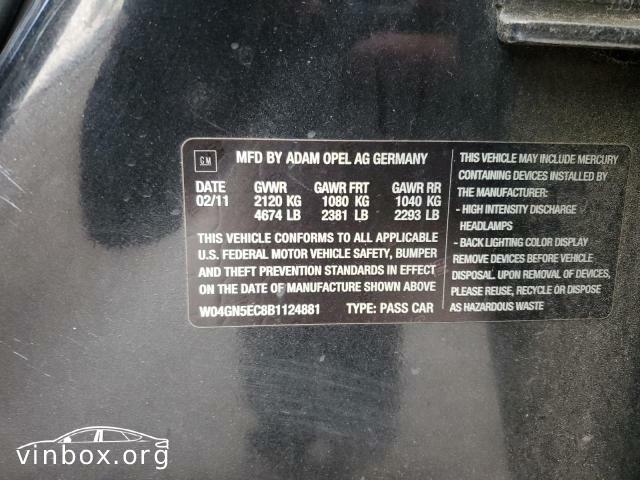 GM
MFD BY ADAM OPEL AG GERMANY
DATE GVWR GAWR FRT GAWR RR
02/11 2120 KG 1080 KG 1040 KG
4674 LB 2381 LB 2293 LB
THIS VEHICLE CONFORMS TO ALL APPLICABLE
U.S. FEDERAL MOTOR VEHICLE SAFETY, BUMPER
AND THEFT PREVENTION STANDARDS IN EFFECT
ON THE DATE OF MANUFACTURE SHOWN ABOVE
W04GN5EC8B1124881 TYPE: PASS CAR
THIS VEHICLE MAY INCLUDE MERCURY
CONTAINING DEVICES INSTALLED BY
THE MANUFACTURER:
- HIGH INTENSITY DISCHARGE
HEADLAMPS
- BACK LIGHTING COLOR DISPLAY
REMOVE DEVICES BEFORE VEHICLE
DISPOSAL. UPON REMOVAL OF DEVICES,
PLEASE REUSE, RECYCLE OR DISPOSE
AS HAZARDOUS WASTE
vinbox.org